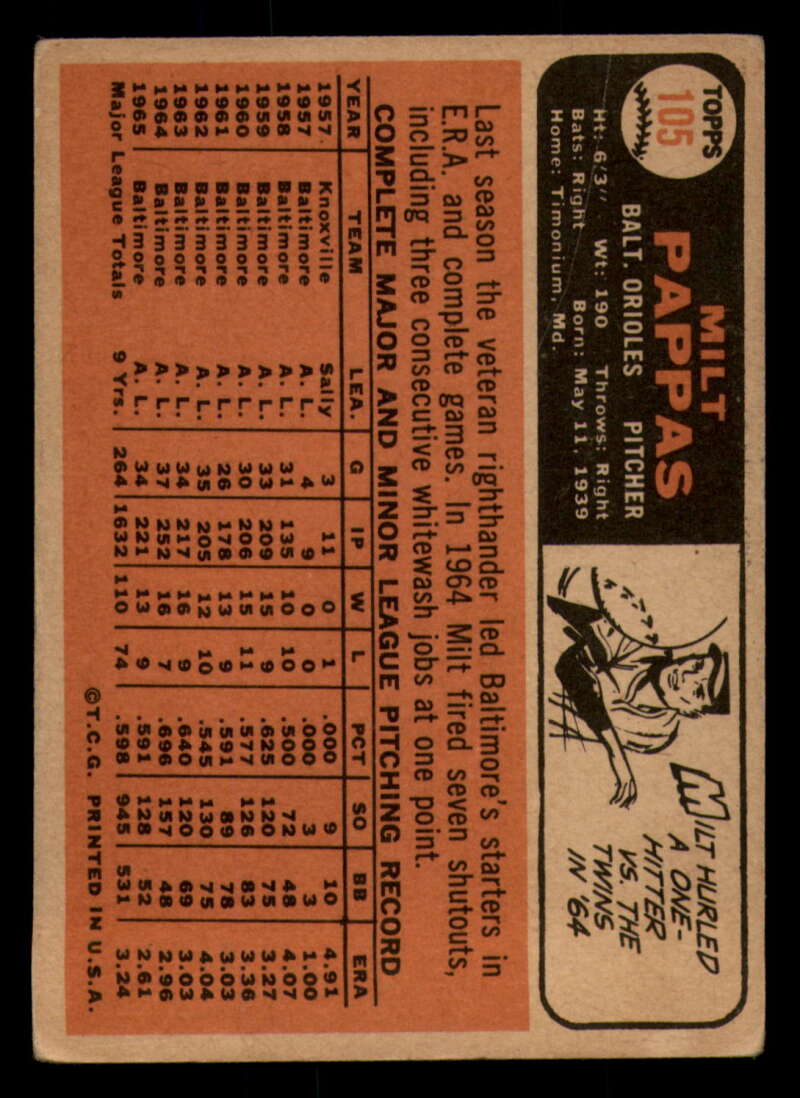 TOPPS
105
MILT
PAPPAS
BALT. ORIOLES PITCHER
Ht: 6'3" Wt: 190 Throws: Right
Bats: Right Born: May 11, 1939
Home: Timonium, Md.
MILT HURLED
A ONE-
HITTER
VS. THE
TWINS
IN '64
Last season the veteran righthander led Baltimore's starters in
E.R.A. and complete games. In 1964 Milt fired seven shutouts,
including three consecutive whitewash jobs at one point.
COMPLETE MAJOR AND MINOR LEAGUE PITCHING RECORD
YEAR TEAM LEA. G IP W L PCT SO BB ERA
1957 Knoxville Sally 3 11 0 1 .000 9 10 4.91
1957 Baltimore A. L. 4 9 0 0 .000 3 3 1.00
1958 Baltimore A. L. 31 135 10 10 .500 72 48 4.07
1959 Baltimore A. L. 33 209 15 9 .625 120 75 3.27
1960 Baltimore A. L. 30 206 15 11 .577 126 83 3.36
1961 Baltimore A. L. 26 178 13 9 .591 89 78 3.03
1962 Baltimore A. L. 35 205 12 10 .545 130 75 4.04
1963 Baltimore A. L. 34 217 16 9 .640 120 69 3.03
1964 Baltimore A. L. 37 252 16 7 .696 157 48 2.96
1965 Baltimore A. L. 34 221 13 9 .591 128 52 2.61
Major League Totals 9 Yrs. 264 1632 110 74 .598 945 531 3.24
©T.C.G. PRINTED IN U.S.A.